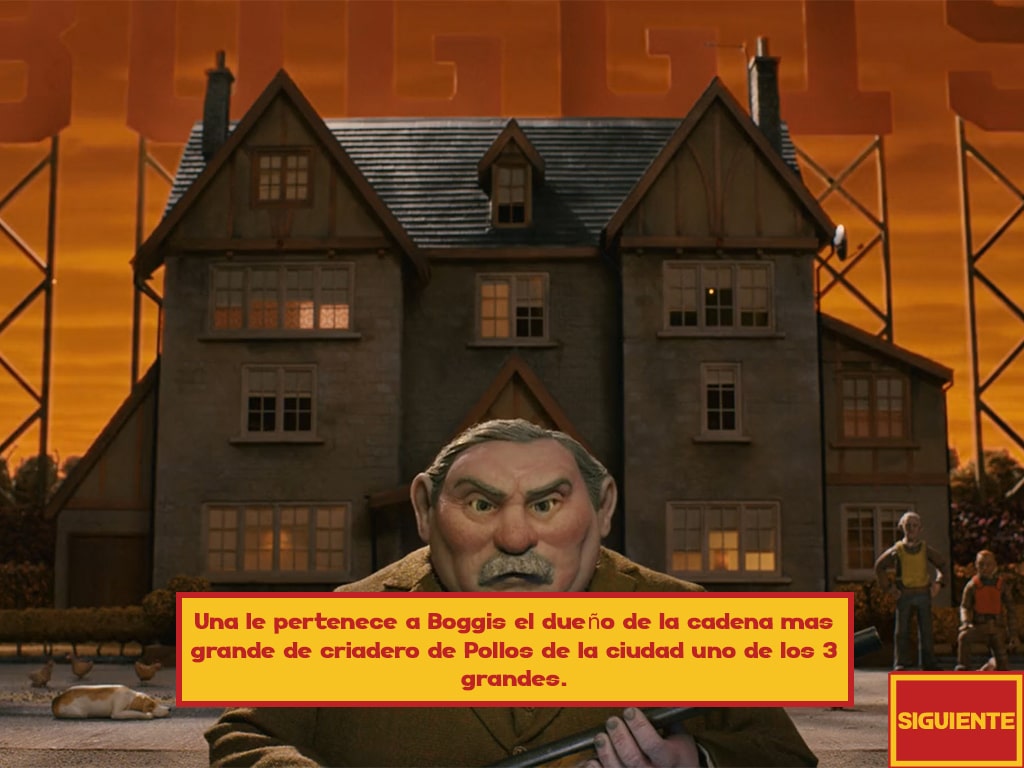 BOGGIS
Una le pertenece a Boggis el dueño de la cadena mas
grande de criadero de Pollos de la ciudad uno de los 3
grandes.
SIGUIENTE